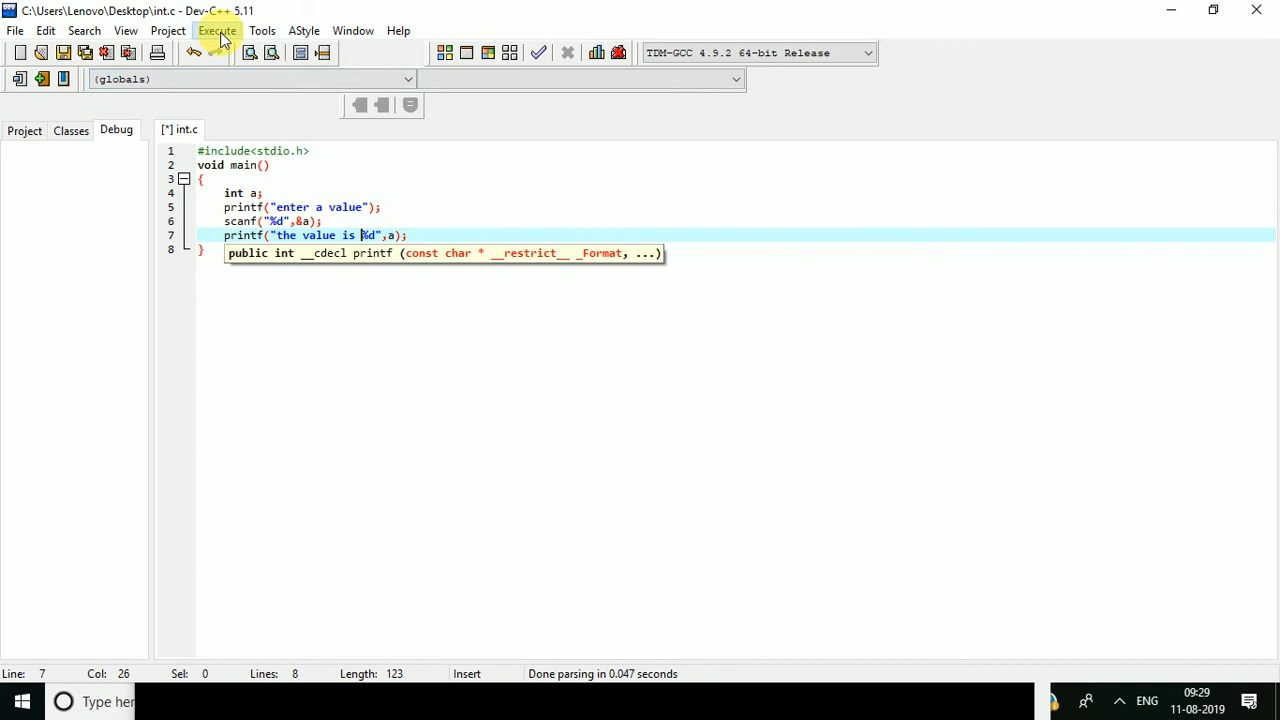 C:\Users\Lenovo\Desktop\int.c - Dev-C++ 5.11
File Edit Search View Project Execute Tools AStyle Window Help
TDM-GCC 4.9.2 64-bit Release
(globals)
Project Classes Debug [*] int.c
1 #include<stdio.h>
2 void main()
3 {
4 int a;
5 printf("enter a value");
6 scanf("%d",&a);
7 printf("the value is %d",a);
8 }
public int __cdecl printf (const char * __restrict__ _Format, ...)
Line: 7 Col: 26 Sel: 0 Lines: 8 Length: 123 Insert Done parsing in 0.047 seconds
Type her
ENG
09:29
11-08-2019